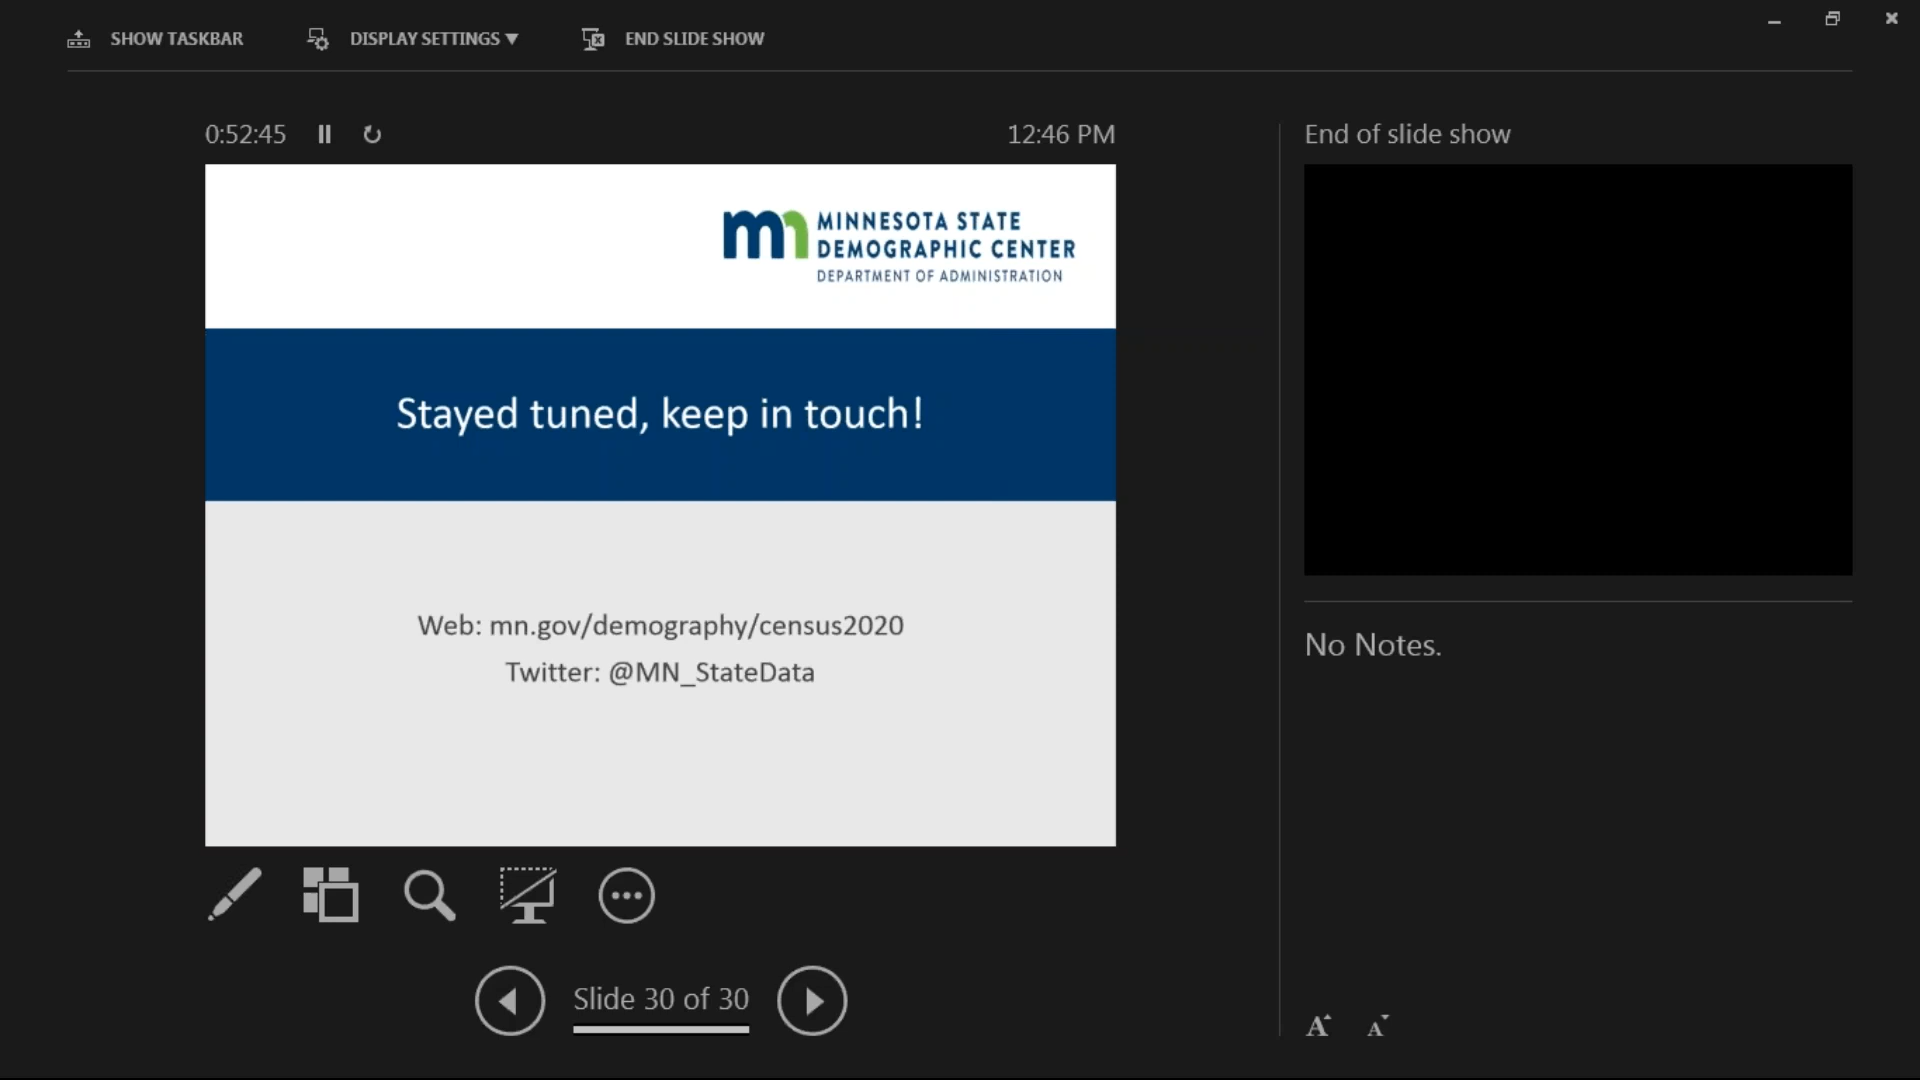 SHOW TASKBAR
DISPLAY SETTINGS ▼
END SLIDE SHOW
0:52:45
12:46 PM
mn MINNESOTA STATE
DEMOGRAPHIC CENTER
DEPARTMENT OF ADMINISTRATION
Stayed tuned, keep in touch!
Web: mn.gov/demography/census2020
Twitter: @MN_StateData
Slide 30 of 30
End of slide show
No Notes.
A A